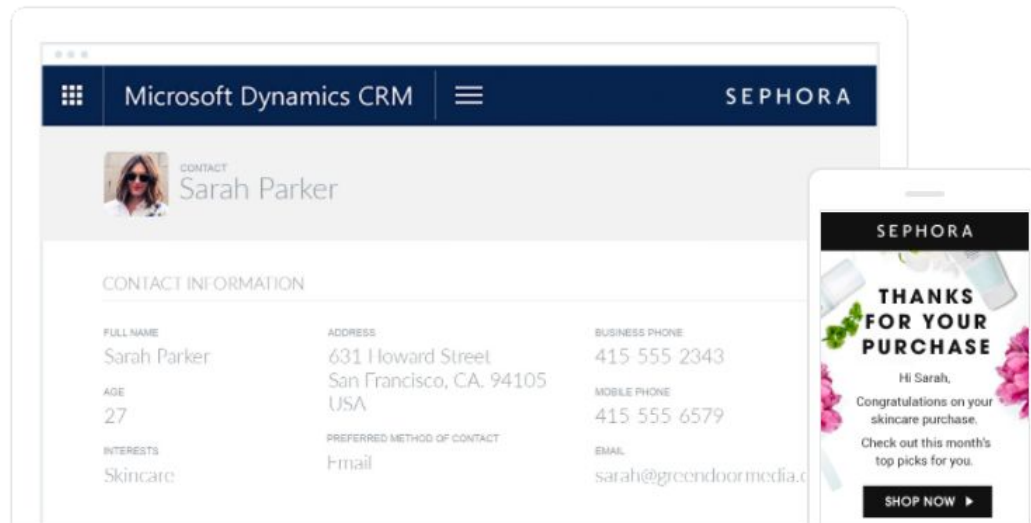 Microsoft Dynamics CRM
SEPHORA
CONTACT
Sarah Parker
CONTACT INFORMATION
FULL NAME
Sarah Parker
AGE
27
INTERESTS
Skincare
ADDRESS
631 Howard Street
San Francisco, CA. 94105
USA
PREFERRED METHOD OF CONTACT
Email
BUSINESS PHONE
415 555 2343
MOBILE PHONE
415 555 6579
EMAIL
sarah@greendoormedia.c
SEPHORA
THANKS
FOR YOUR
PURCHASE
Hi Sarah,
Congratulations on your
skincare purchase.
Check out this month's
top picks for you.
SHOP NOW